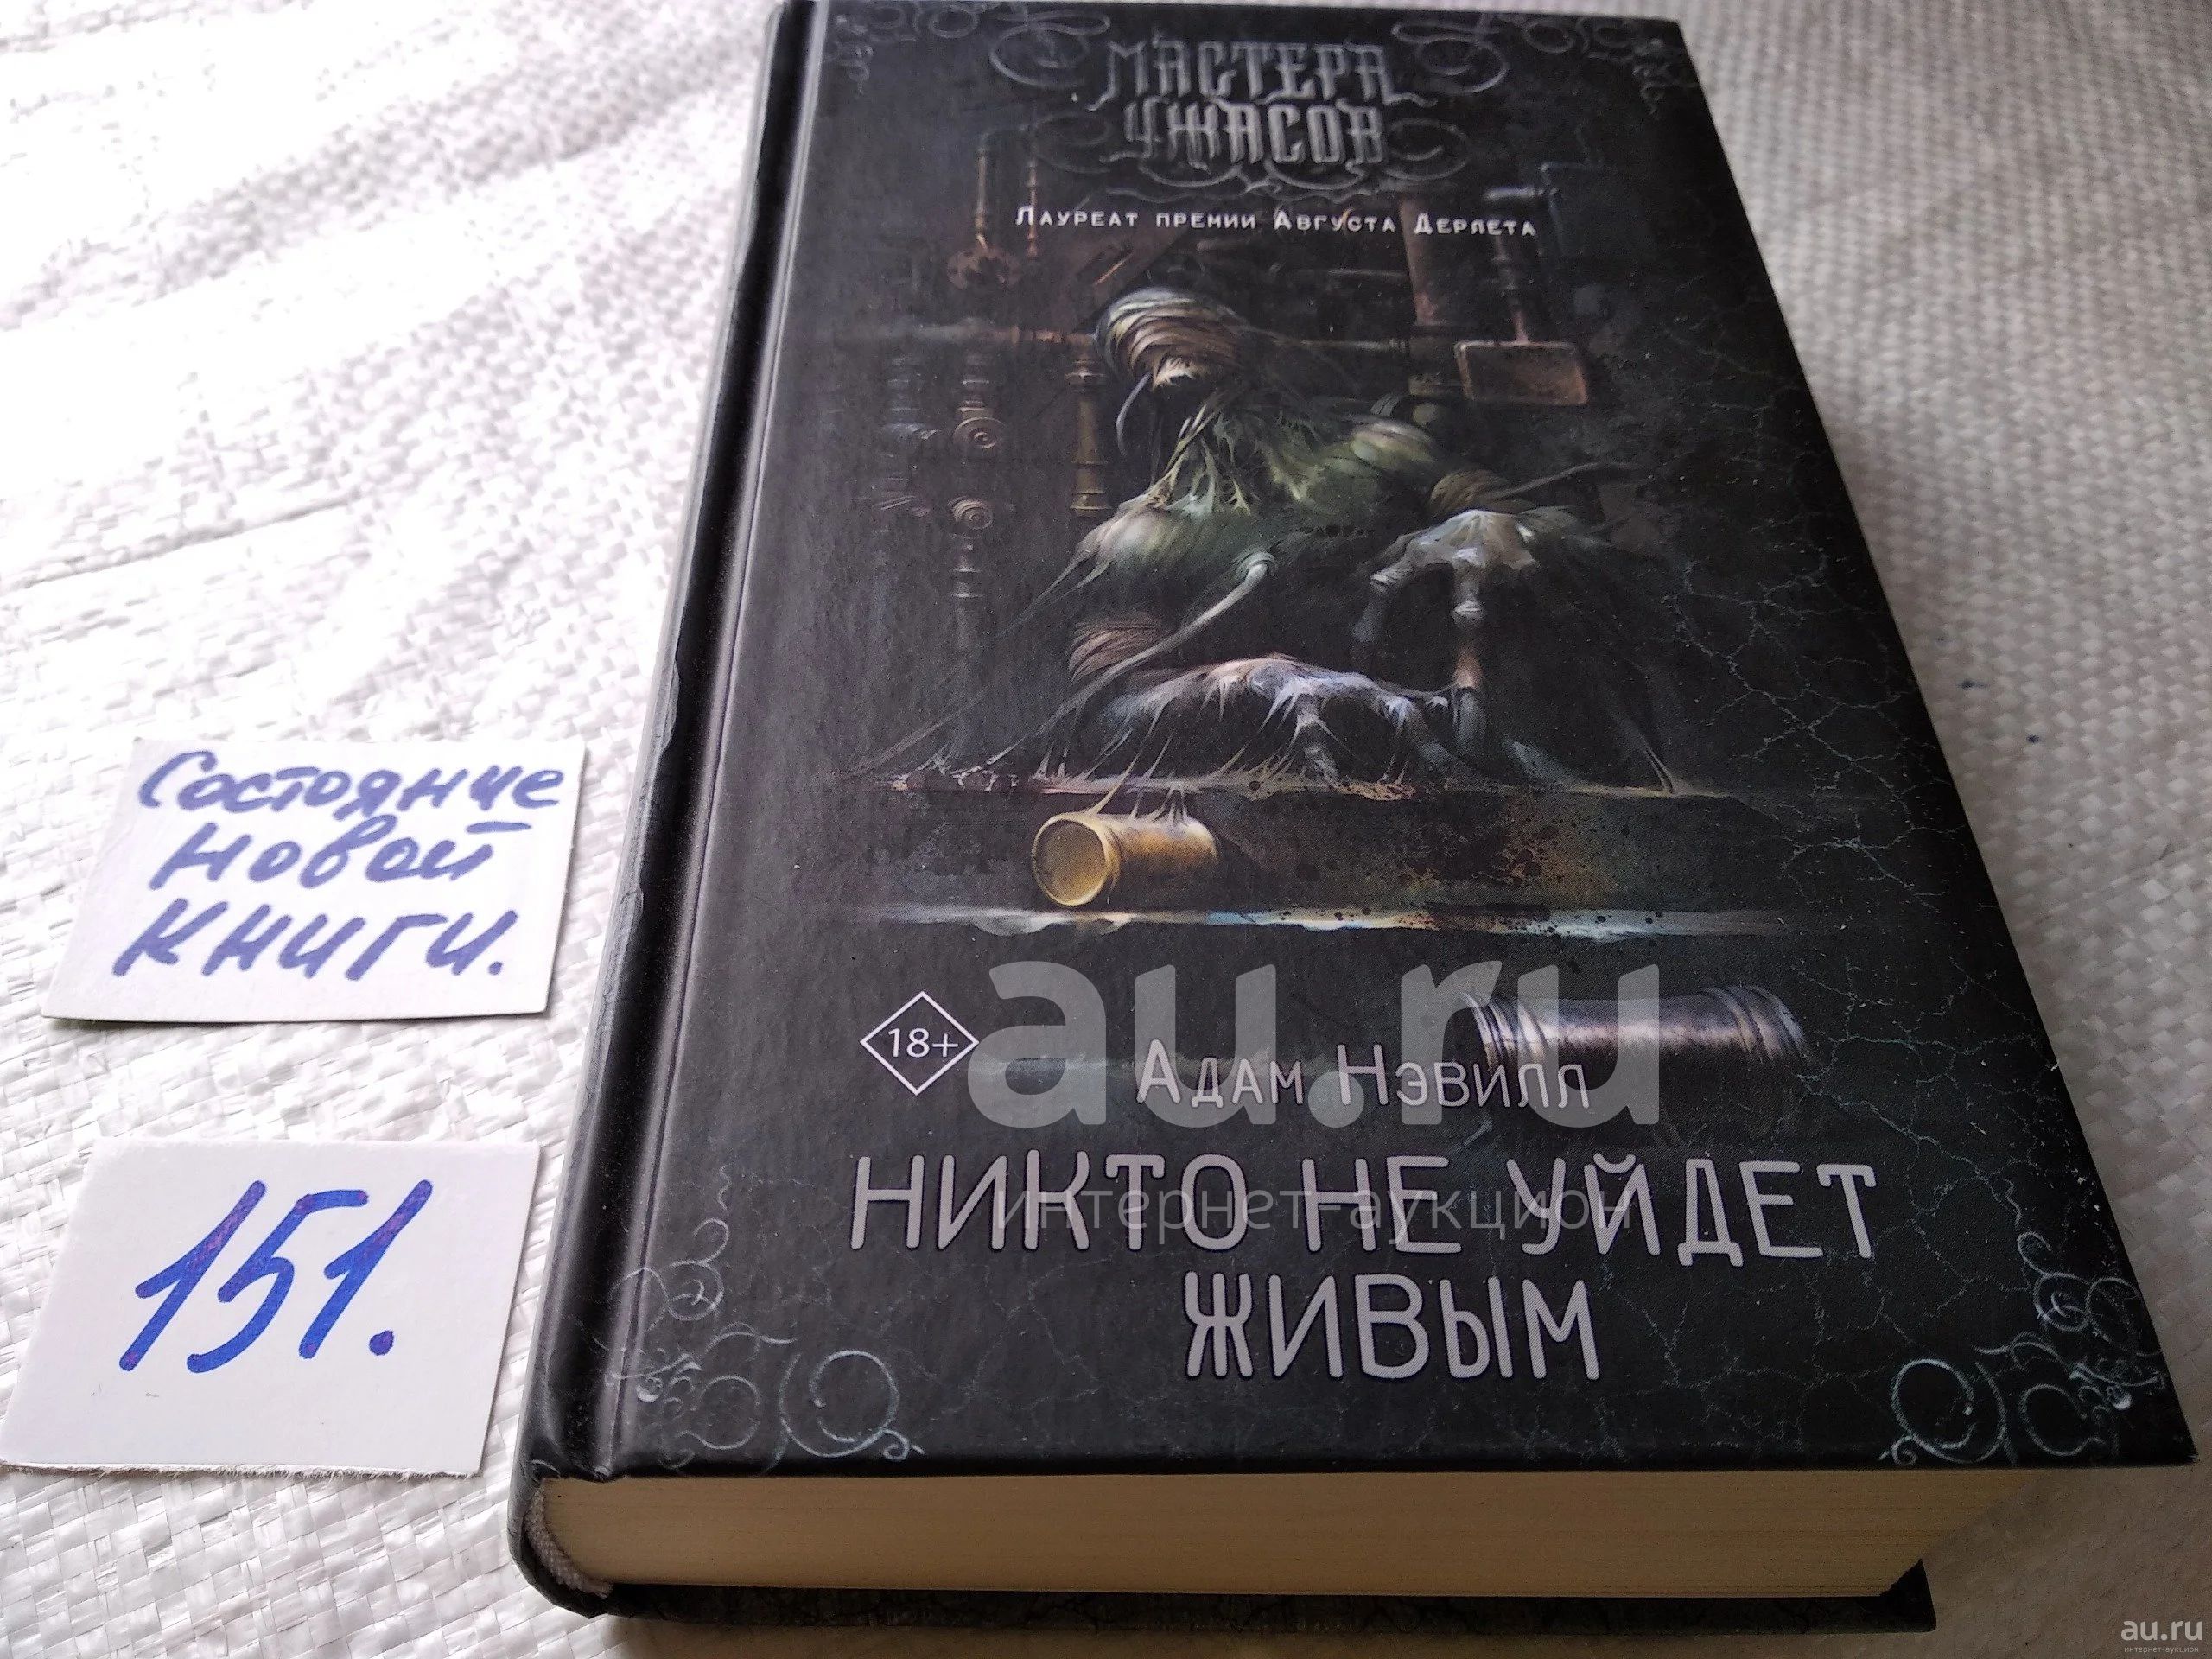 МАСТЕРА
УЖАСОВ
Лауреат премии Августа Дерлета
Состояние
новой
книги.
18+
au.ru
Адам Нэвилл
НИКТО НЕ УЙДЕТ
интернет-аукцион
ЖИВЫМ
151.
au.ru
интернет-аукцион